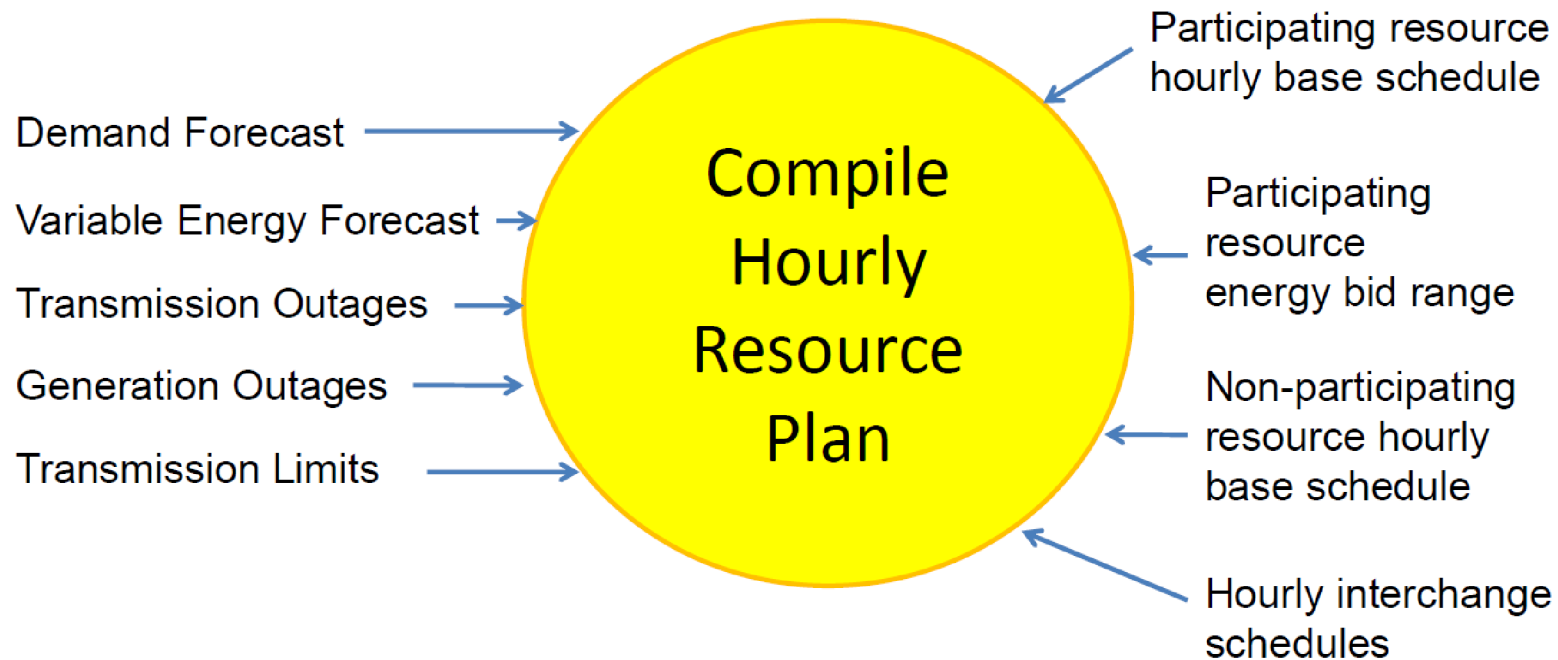 Demand Forecast
Variable Energy Forecast
Transmission Outages
Generation Outages
Transmission Limits
Compile
Hourly
Resource
Plan
Participating resource
hourly base schedule
Participating
resource
energy bid range
Non-participating
resource hourly
base schedule
Hourly interchange
schedules